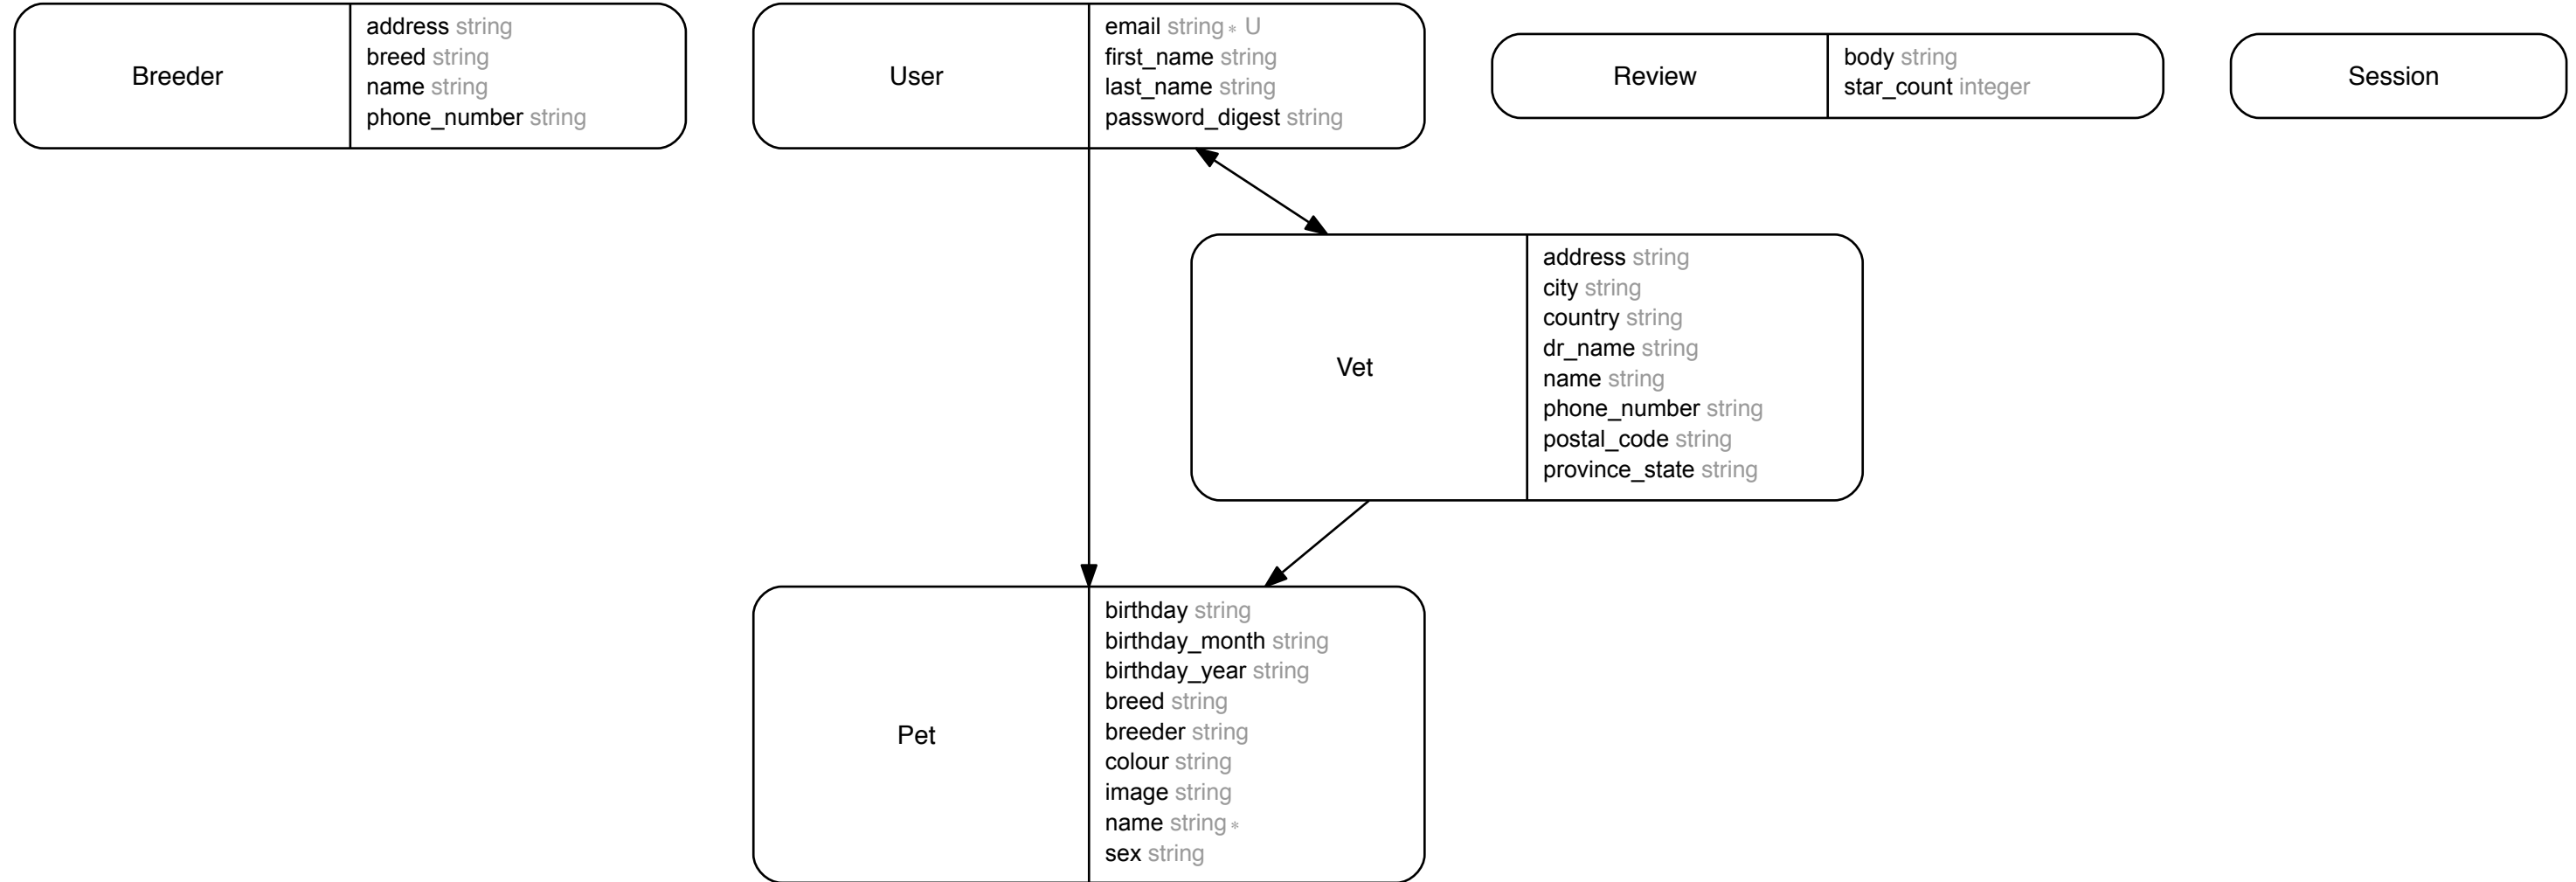 Breeder
address string
breed string
name string
phone_number string
User
email string* U
first_name string
last_name string
password_digest string
Review
body string
star_count integer
Session
Vet
address string
city string
country string
dr_name string
name string
phone_number string
postal_code string
province_state string
Pet
birthday string
birthday_month string
birthday_year string
breed string
breeder string
colour string
image string
name string*
sex string